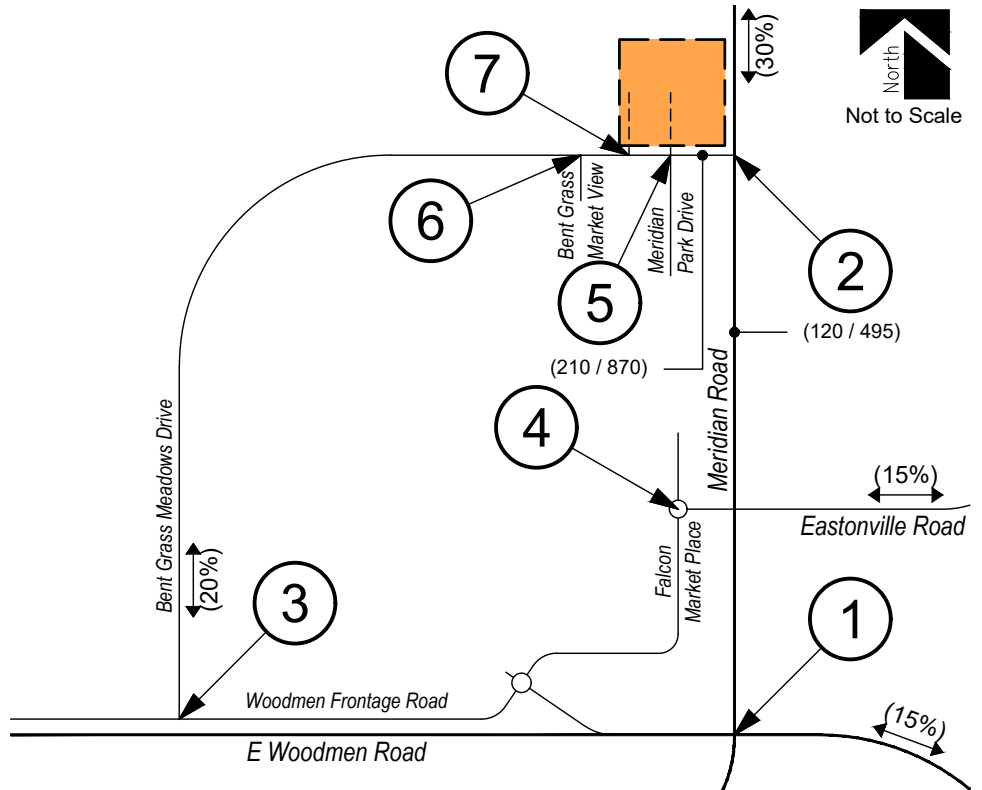 (30%)
North
Not to Scale
7
6
Bent Grass
Market View
Meridian
Park Drive
5
2
(120 / 495)
(210 / 870)
Meridian Road
4
(15%)
Eastonville Road
Bent Grass Meadows Drive
(20%)
Falcon
Market Place
3
1
Woodmen Frontage Road
(15%)
E Woodmen Road